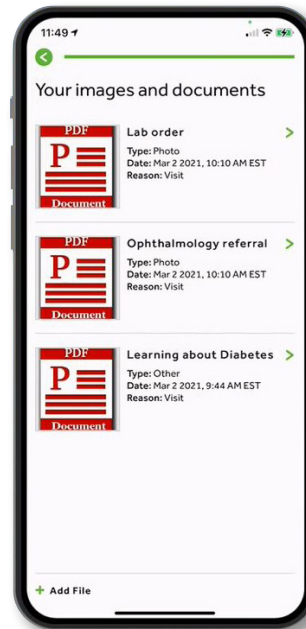 11:49
Your images and documents
PDF
P
Document
Lab order
Type: Photo
Date: Mar 2 2021, 10:10 AM EST
Reason: Visit
PDF
P
Document
Ophthalmology referral
Type: Photo
Date: Mar 2 2021, 10:10 AM EST
Reason: Visit
PDF
P
Document
Learning about Diabetes
Type: Other
Date: Mar 2 2021, 9:44 AM EST
Reason: Visit
+ Add File